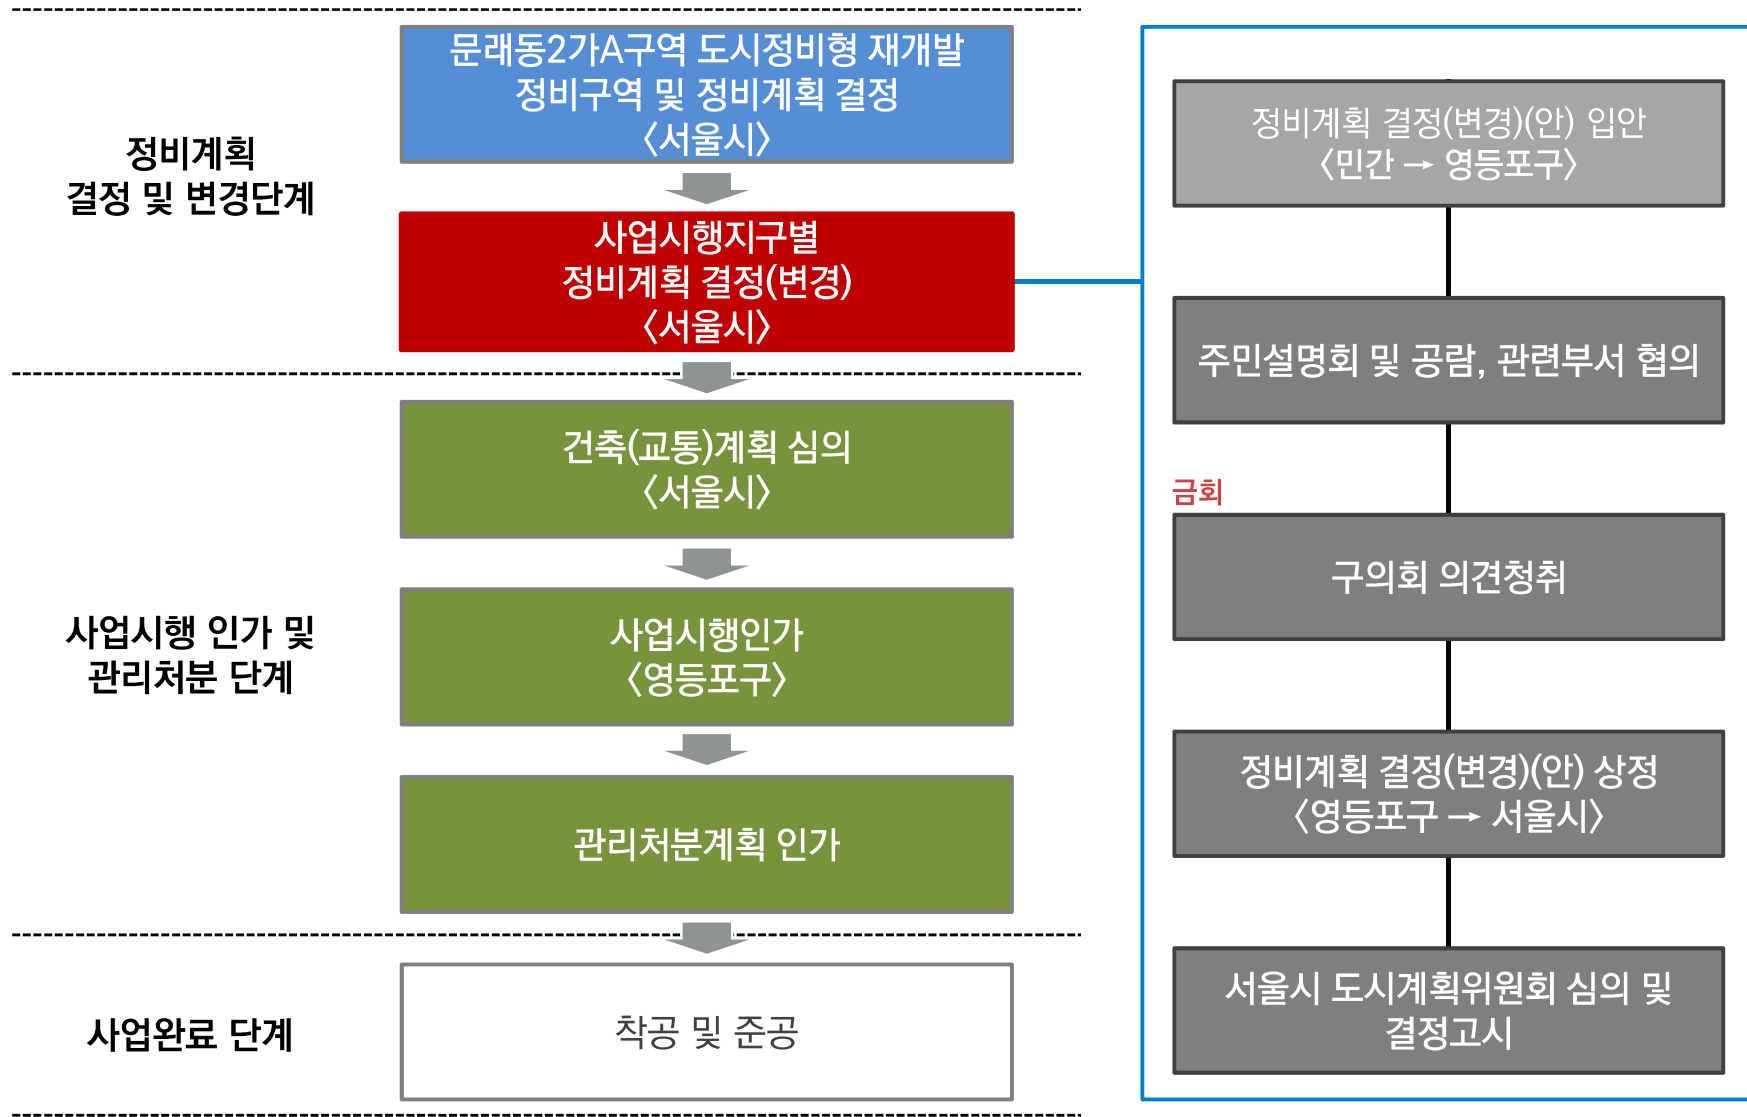 정비계획
결정 및 변경단계
문래동2가A구역 도시정비형 재개발
정비구역 및 정비계획 결정
〈서울시〉
사업시행지구별
정비계획 결정(변경)
〈서울시〉
사업시행 인가 및
관리처분 단계
건축(교통)계획 심의
〈서울시〉
사업시행인가
〈영등포구〉
관리처분계획 인가
사업완료 단계
착공 및 준공
정비계획 결정(변경)(안) 입안
〈민간 → 영등포구〉
주민설명회 및 공람, 관련부서 협의
금회
구의회 의견청취
정비계획 결정(변경)(안) 상정
〈영등포구 → 서울시〉
서울시 도시계획위원회 심의 및
결정고시